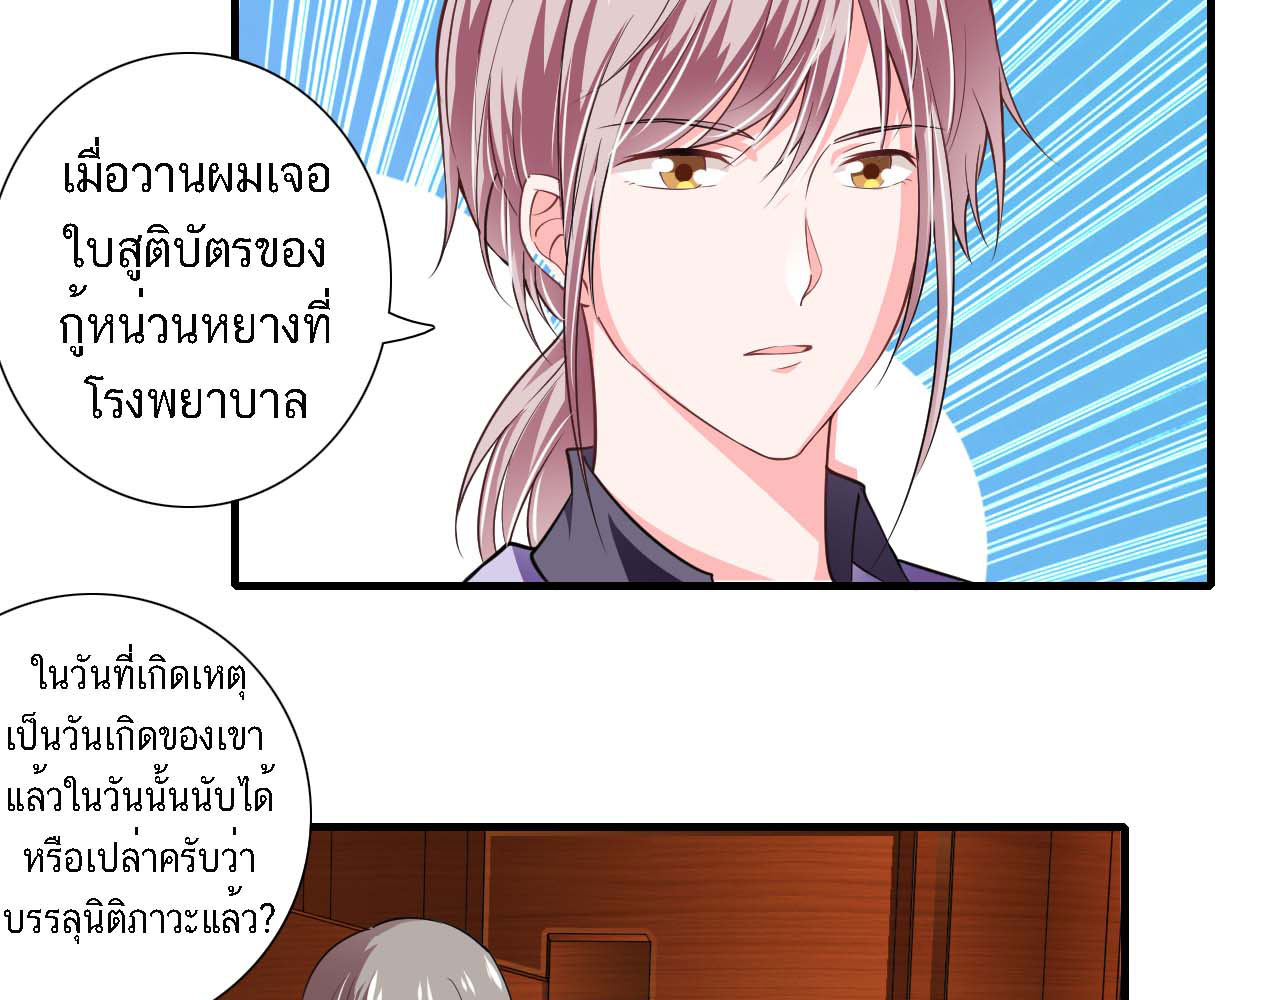 เมื่อวานผมเจอ
ใบสูติบัตรของ
กู้หน่วนหยางที่
โรงพยาบาล
ในวันที่เกิดเหตุ
เป็นวันเกิดของเขา
แล้วในวันนั้นนับได้
หรือเปล่าครับว่า
บรรลุนิติภาวะแล้ว?